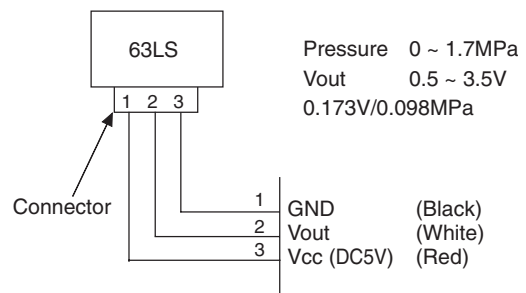 63LS
1 2 3
Connector
Pressure 0 ~ 1.7MPa
Vout 0.5 ~ 3.5V
0.173V/0.098MPa
1 GND (Black)
2 Vout (White)
3 Vcc (DC5V) (Red)